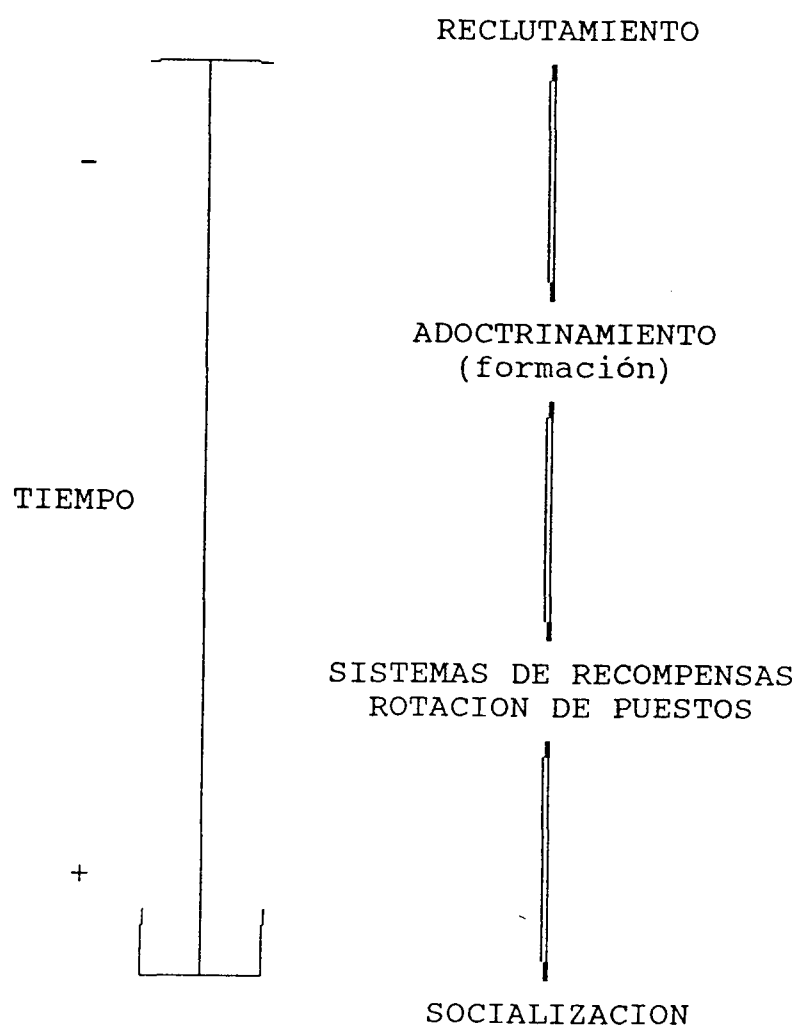 RECLUTAMIENTO
-
ADOCTRINAMIENTO
(formación)
TIEMPO
SISTEMAS DE RECOMPENSAS
ROTACION DE PUESTOS
+
SOCIALIZACION